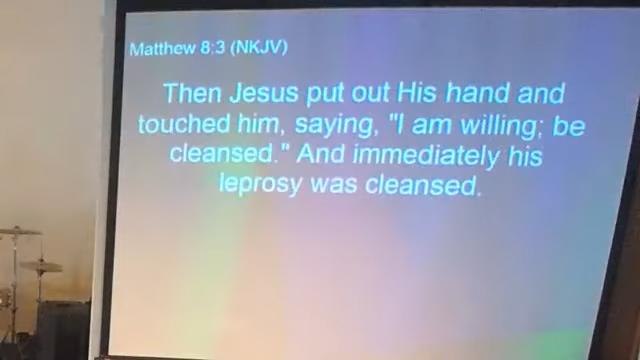 Matthew 8:3 (NKJV)
Then Jesus put out His hand and
touched him, saying, "I am willing; be
cleansed." And immediately his
leprosy was cleansed.